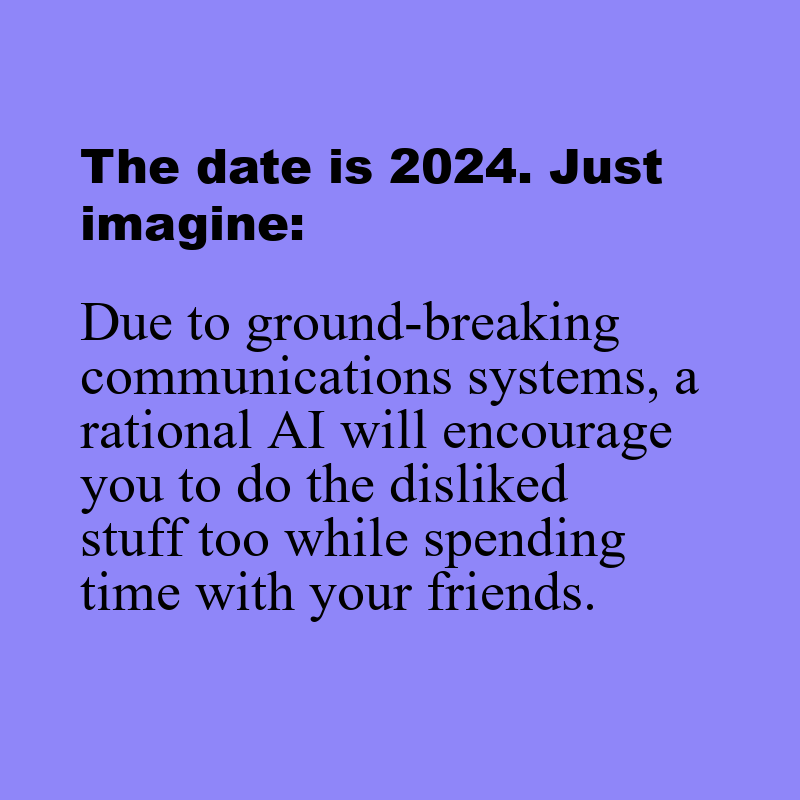 The date is 2024. Just
imagine:
Due to ground-breaking
communications systems, a
rational AI will encourage
you to do the disliked
stuff too while spending
time with your friends.